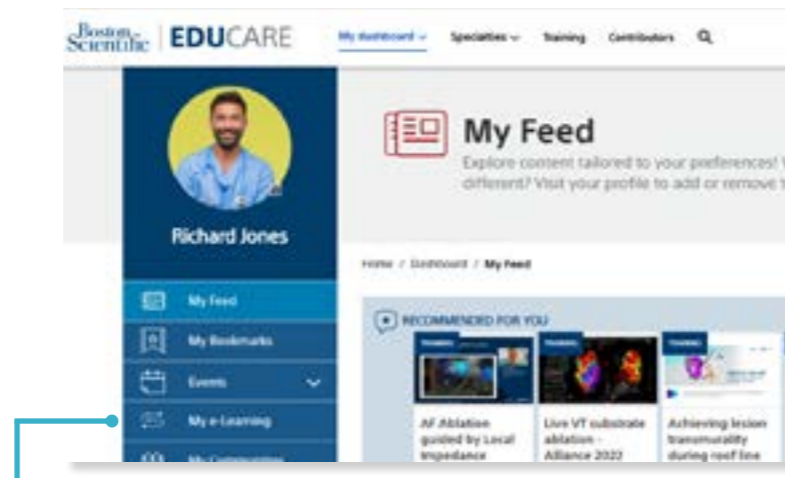 Boston
Scientific
EDUCARE
My dashboard
Specialties
Training
Contributors
My Feed
Explore content tailored to your preferences!
different? Visit your profile to add or remove
Richard Jones
Home / Dashboard / My Feed
My Feed
My Bookmarks
Events
My e-Learning
RECOMMENDED FOR YOU
AF Ablation
guided by Local
Impedance
Live VT substrate
ablation -
Alliance 2022
Achieving lesion
transmurality
during roof line